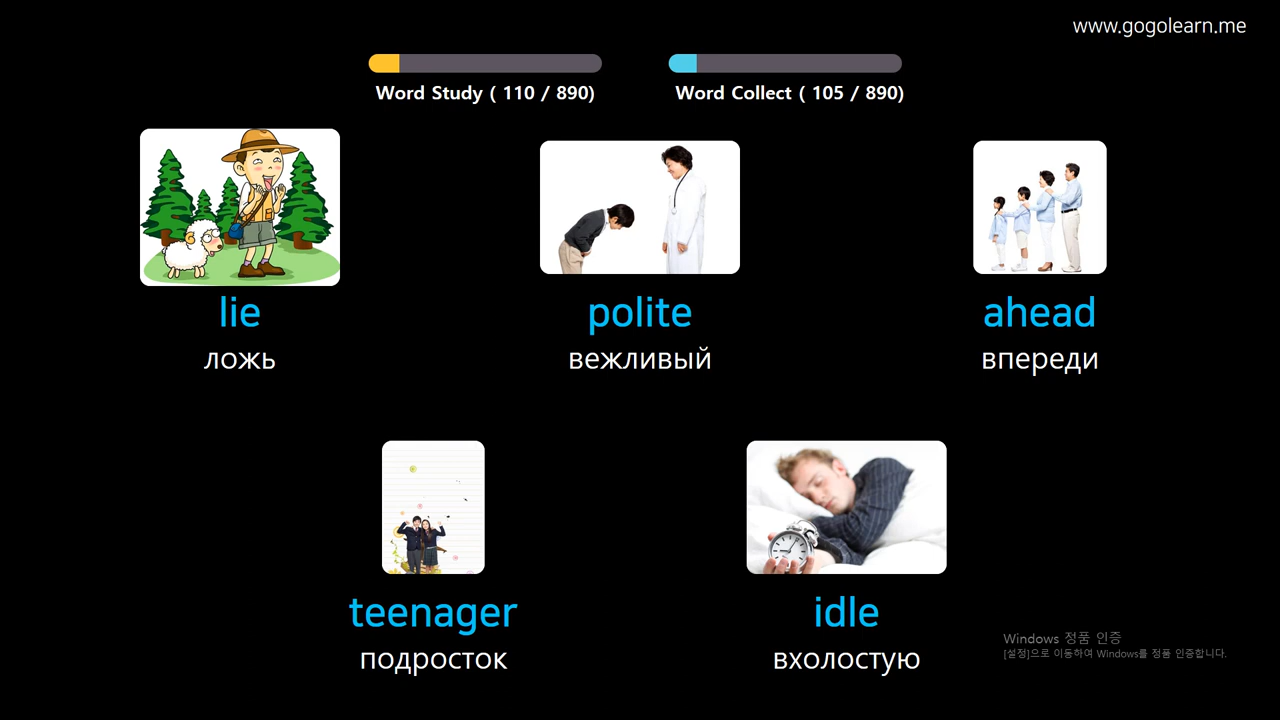 www.gogolearn.me
Word Study ( 110 / 890)
Word Collect ( 105 / 890)
lie
ложь
polite
вежливый
ahead
впереди
teenager
подросток
idle
вхолостую
Windows 정품 인증
[설정]으로 이동하여 Windows를 정품 인증합니다.